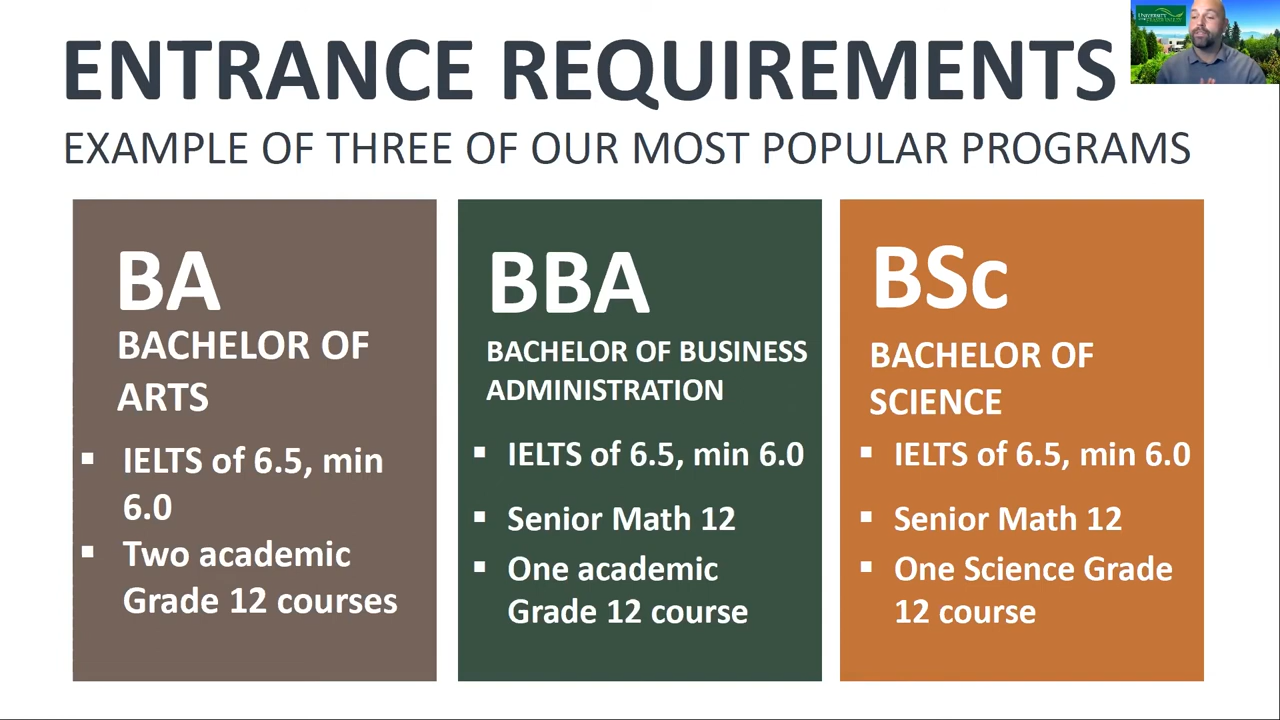 ENTRANCE REQUIREMENTS
EXAMPLE OF THREE OF OUR MOST POPULAR PROGRAMS
BA
BACHELOR OF
ARTS
▪ IELTS of 6.5, min
6.0
▪ Two academic
Grade 12 courses
BBA
BACHELOR OF BUSINESS
ADMINISTRATION
▪ IELTS of 6.5, min 6.0
▪ Senior Math 12
▪ One academic
Grade 12 course
BSc
BACHELOR OF
SCIENCE
▪ IELTS of 6.5, min 6.0
▪ Senior Math 12
▪ One Science Grade
12 course
UNIVERSITY